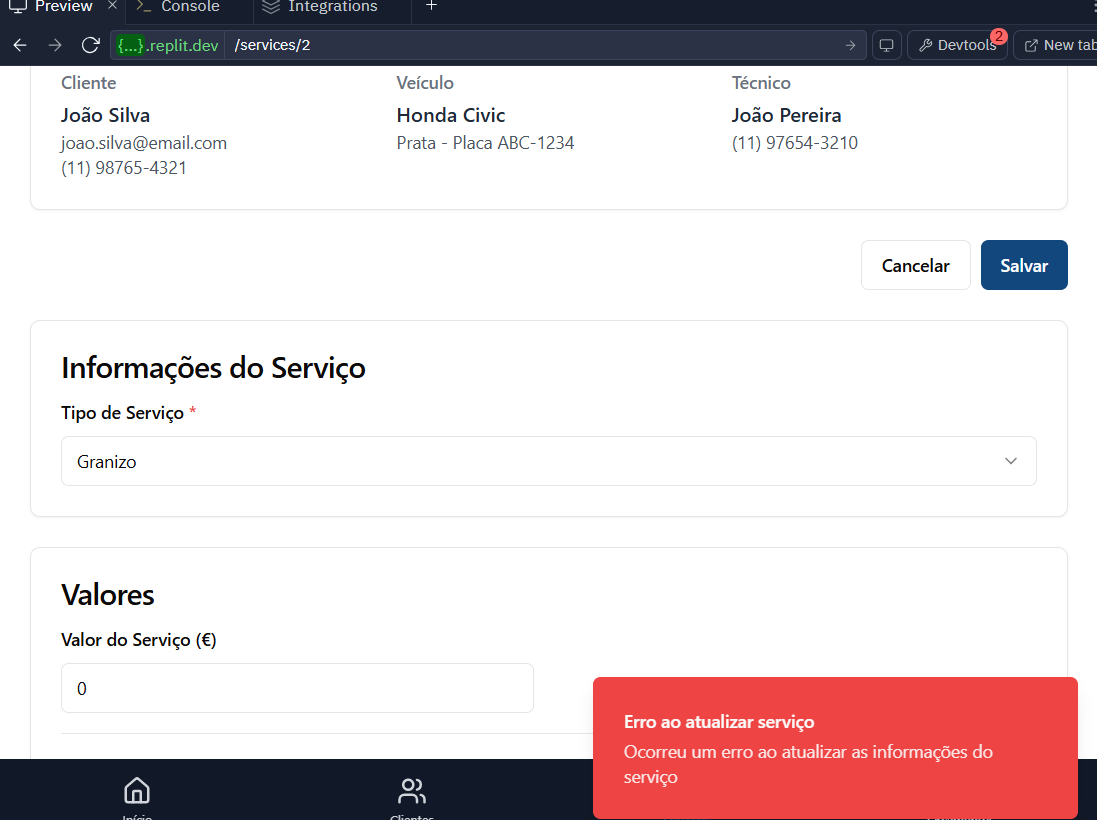 Preview
Console
Integrations
{...}.replit.dev /services/2
Devtools 2
New tab
Cliente
Veículo
Técnico
João Silva
Honda Civic
João Pereira
joao.silva@email.com
Prata - Placa ABC-1234
(11) 97654-3210
(11) 98765-4321
Cancelar
Salvar
Informações do Serviço
Tipo de Serviço *
Granizo
Valores
Valor do Serviço (€)
0
Erro ao atualizar serviço
Ocorreu um erro ao atualizar as informações do
serviço
Início
Clientes